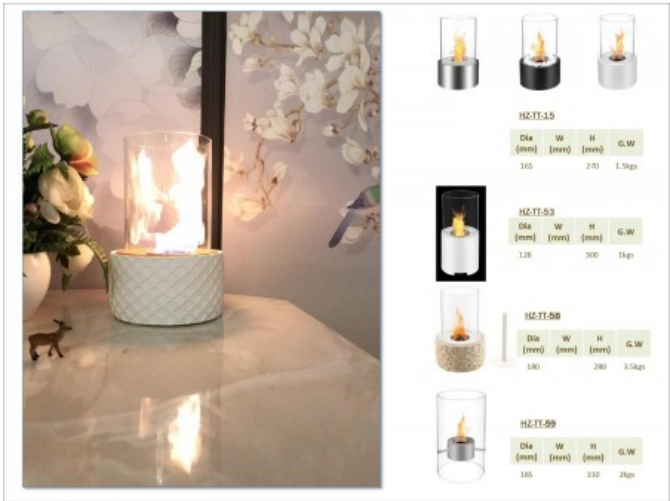 HZ-TT-15
Dia (mm) W (mm) H (mm) G.W
165 270 1.5kgs
HZ-TT-53
Dia (mm) W (mm) H (mm) G.W
128 300 1kgs
HZ-TT-58
Dia (mm) W (mm) H (mm) G.W
180 280 3.5kgs
HZ-TT-59
Dia (mm) W (mm) H (mm) G.W
185 310 2kgs